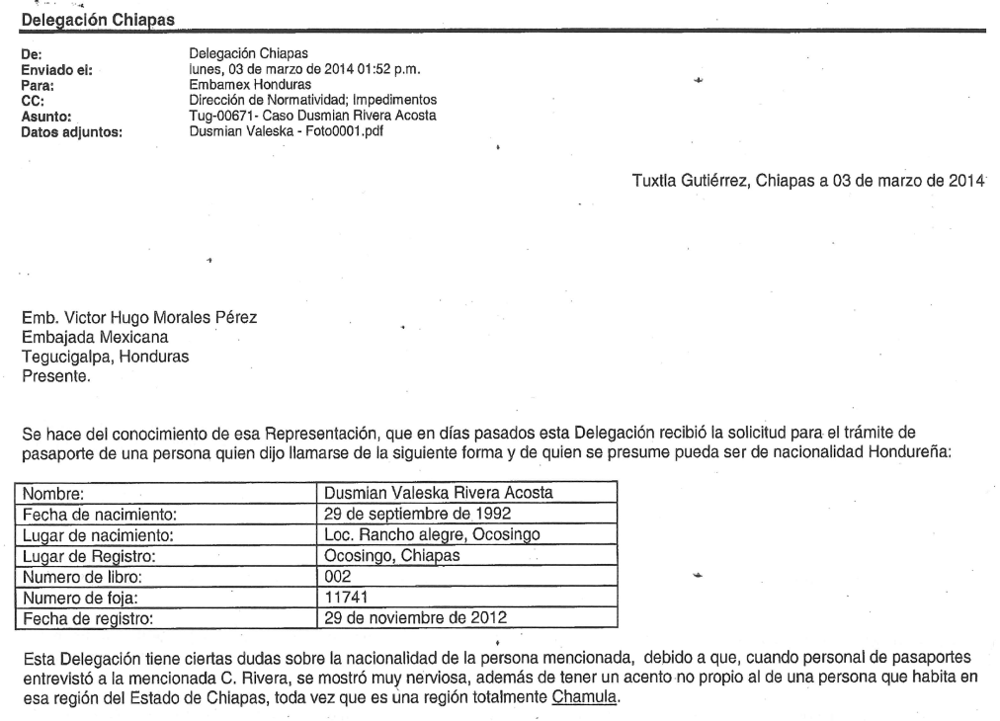 Delegación Chiapas
De: Delegación Chiapas
Enviado el: lunes, 03 de marzo de 2014 01:52 p.m.
Para: Embamex Honduras
CC: Dirección de Normatividad; Impedimentos
Asunto: Tug-00671- Caso Dusmian Rivera Acosta
Datos adjuntos: Dusmian Valeska - Foto0001.pdf
Tuxtla Gutiérrez, Chiapas a 03 de marzo de 2014
Emb. Victor Hugo Morales Pérez
Embajada Mexicana
Tegucigalpa, Honduras
Presente.
Se hace del conocimiento de esa Representación, que en días pasados esta Delegación recibió la solicitud para el trámite de
pasaporte de una persona quien dijo llamarse de la siguiente forma y de quien se presume pueda ser de nacionalidad Hondureña:
Nombre: Dusmian Valeska Rivera Acosta
Fecha de nacimiento: 29 de septiembre de 1992
Lugar de nacimiento: Loc. Rancho alegre, Ocosingo
Lugar de Registro: Ocosingo, Chiapas
Numero de libro: 002
Numero de foja: 11741
Fecha de registro: 29 de noviembre de 2012
Esta Delegación tiene ciertas dudas sobre la nacionalidad de la persona mencionada, debido a que, cuando personal de pasaportes
entrevistó a la mencionada C. Rivera, se mostró muy nerviosa, además de tener un acento no propio al de una persona que habita en
esa región del Estado de Chiapas, toda vez que es una región totalmente Chamula.